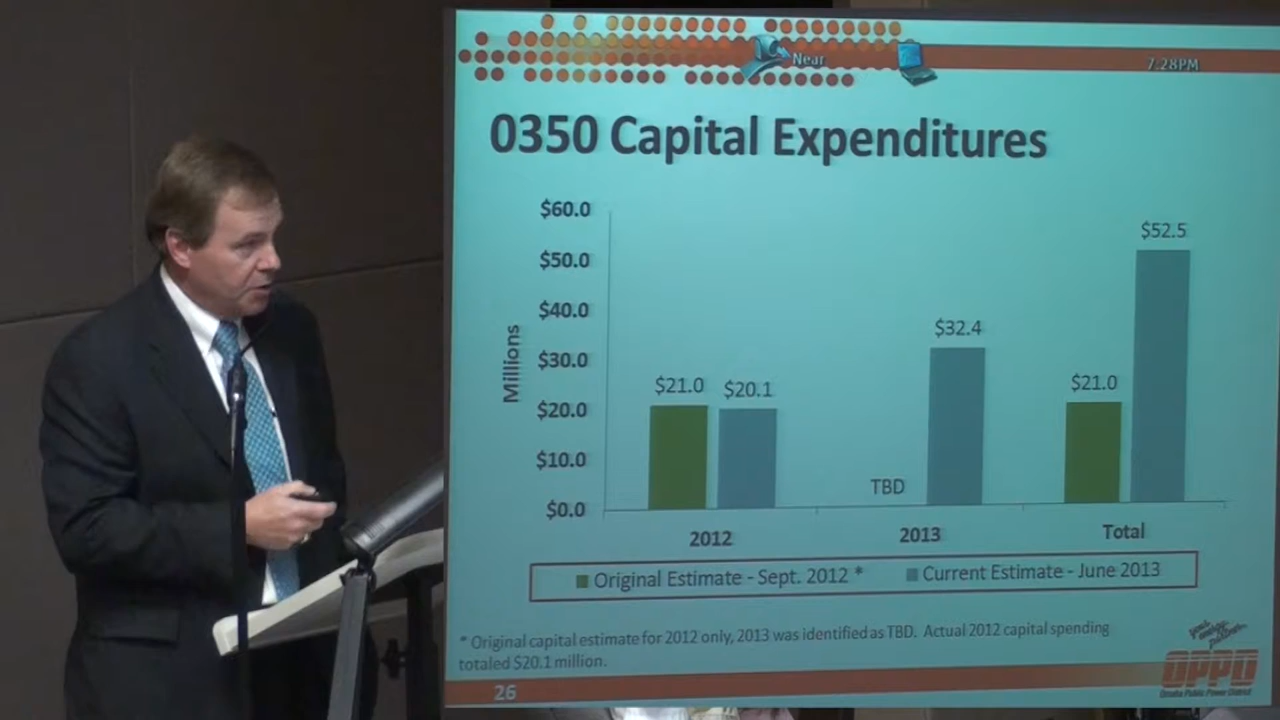 Near
7:28PM
0350 Capital Expenditures
$60.0
$50.0
$40.0
$30.0
$20.0
$10.0
$0.0
Millions
$21.0
$20.1
TBD
$32.4
$21.0
$52.5
2012
2013
Total
Original Estimate - Sept. 2012 *
Current Estimate - June 2013
* Original capital estimate for 2012 only, 2013 was identified as TBD. Actual 2012 capital spending
totaled $20.1 million.
26
OPPD
Omaha Public Power District